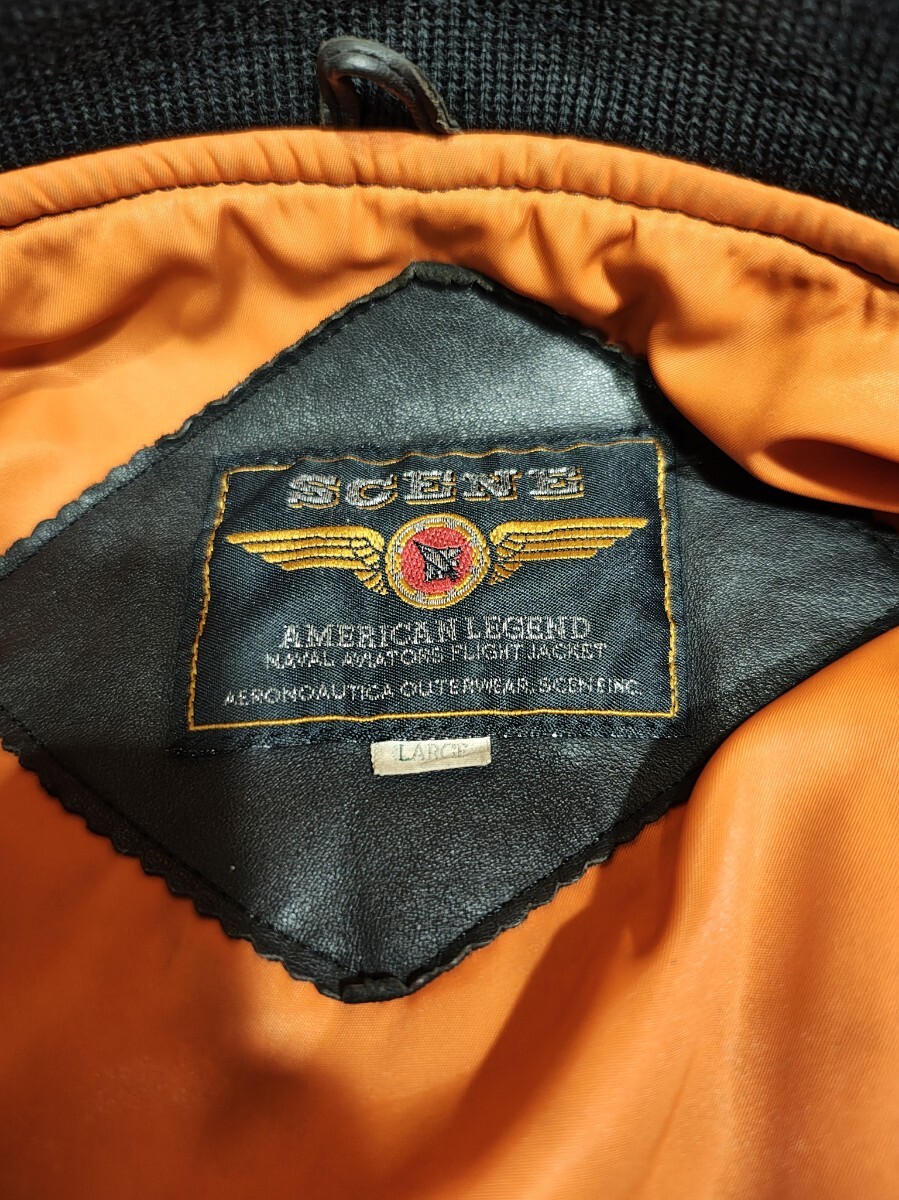 SCENE
AMERICAN LEGEND
NAVAL AVIATORS FLIGHT JACKET
AERONOAUTICA OUTERWEAR. SCENE INC.
LARGE